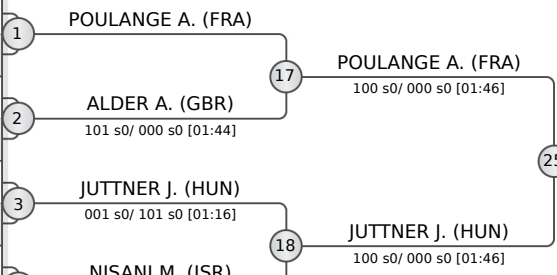 1
POULANGE A. (FRA)
17
POULANGE A. (FRA)
100 s0/ 000 s0 [01:46]
2
ALDER A. (GBR)
101 s0/ 000 s0 [01:44]
25
3
JUTTNER J. (HUN)
001 s0/ 101 s0 [01:16]
18
JUTTNER J. (HUN)
100 s0/ 000 s0 [01:46]
NISANI M. (ISR)